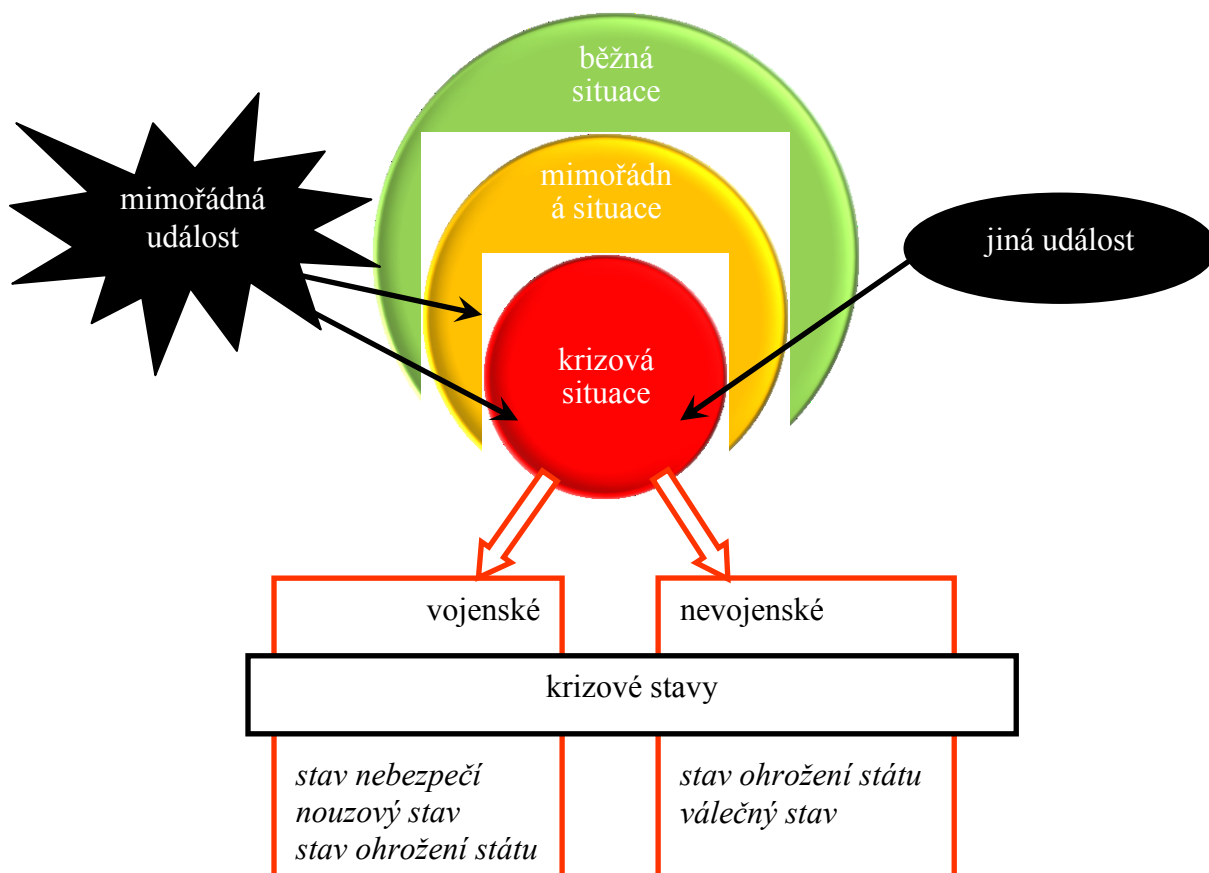 běžná
situace
mimořádná
událost
mimořádn
á situace
jiná událost
krizová
situace
vojenské
nevojenské
krizové stavy
stav nebezpečí
nouzový stav
stav ohrožení státu
stav ohrožení státu
válečný stav